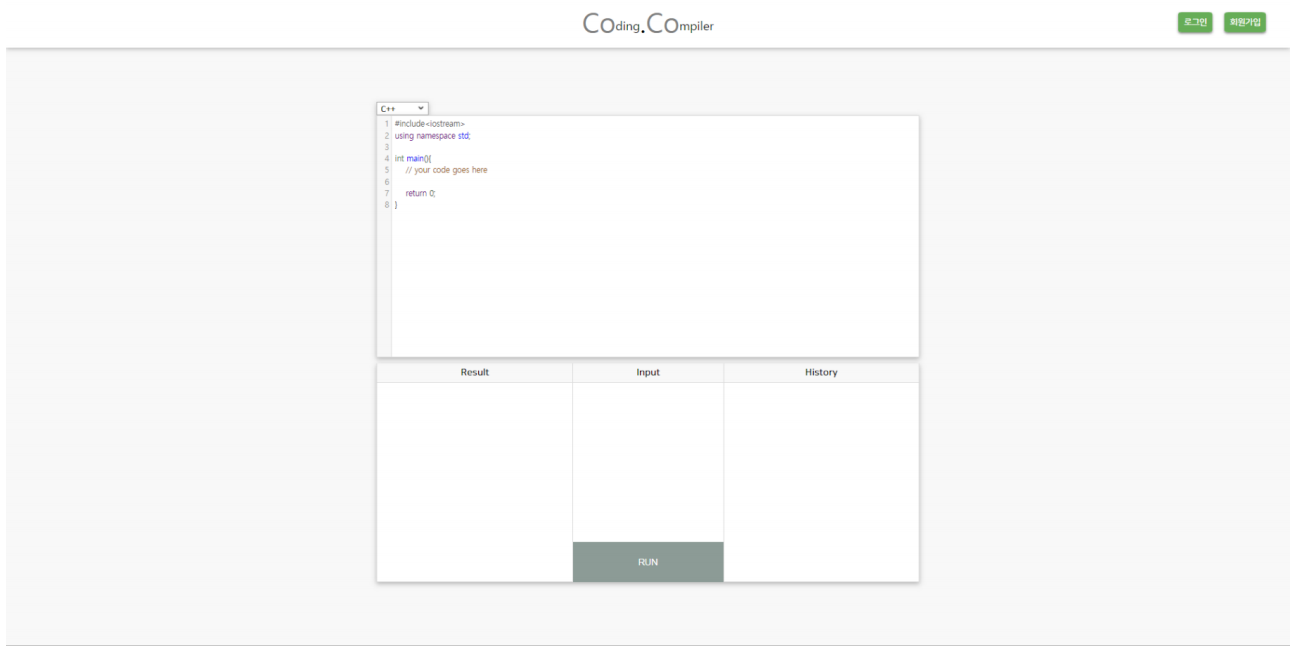 Coding.Compiler
로그인 회원가입
C++
1 #include<iostream>
2 using namespace std;
3
4 int main(){
5 // your code goes here
6
7 return 0;
8 }
Result Input History
RUN